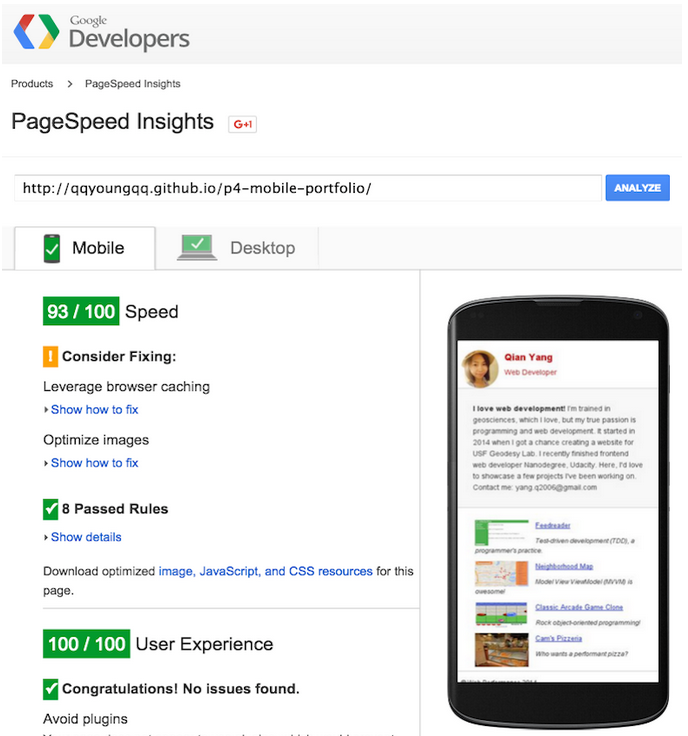 Google
Developers
Products > PageSpeed Insights
PageSpeed Insights G+1
http://qqyoungqq.github.io/p4-mobile-portfolio/ ANALYZE
Mobile Desktop
93 / 100 Speed
! Consider Fixing:
Leverage browser caching
Show how to fix
Optimize images
Show how to fix
8 Passed Rules
Show details
Download optimized image, JavaScript, and CSS resources for this
page.
100 / 100 User Experience
Congratulations! No issues found.
Avoid plugins
Qian Yang
Web Developer
I love web development! I'm trained in
geosciences, which I love, but my true passion is
programming and web development. It started in
2014 when I got a chance creating a website for
USF Geodesy Lab. I recently finished frontend
web developer Nanodegree, Udacity. Here, I'd love
to showcase a few projects I've been working on.
Contact me: yang.q2006@gmail.com
Feedreader
Test-driven development (TDD), a
programmer's practice.
Neighborhood Map
Model View ViewModel (MVVM) is
awesome!
Classic Arcade Game Clone
Rock object-oriented programming!
Cam's Pizzeria
Who wants a performant pizza?